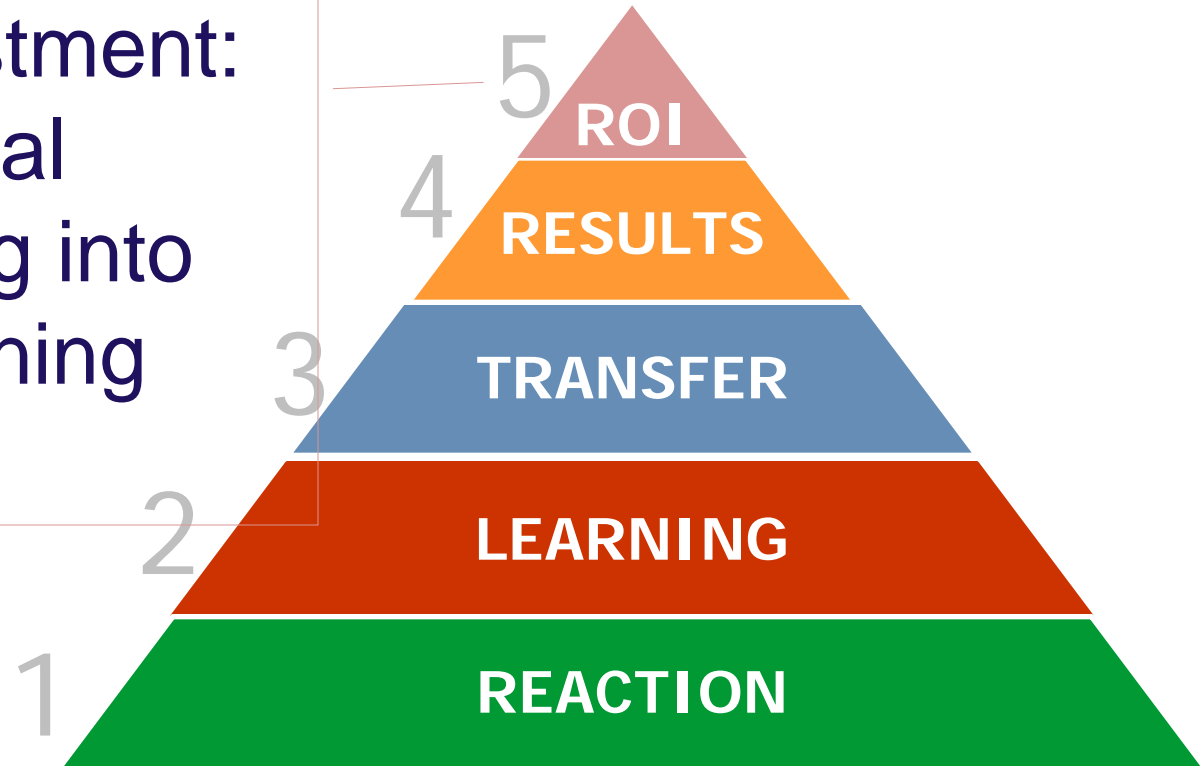 stment:
al
g into
ning
5
ROI
4
RESULTS
3
TRANSFER
2
LEARNING
1
REACTION